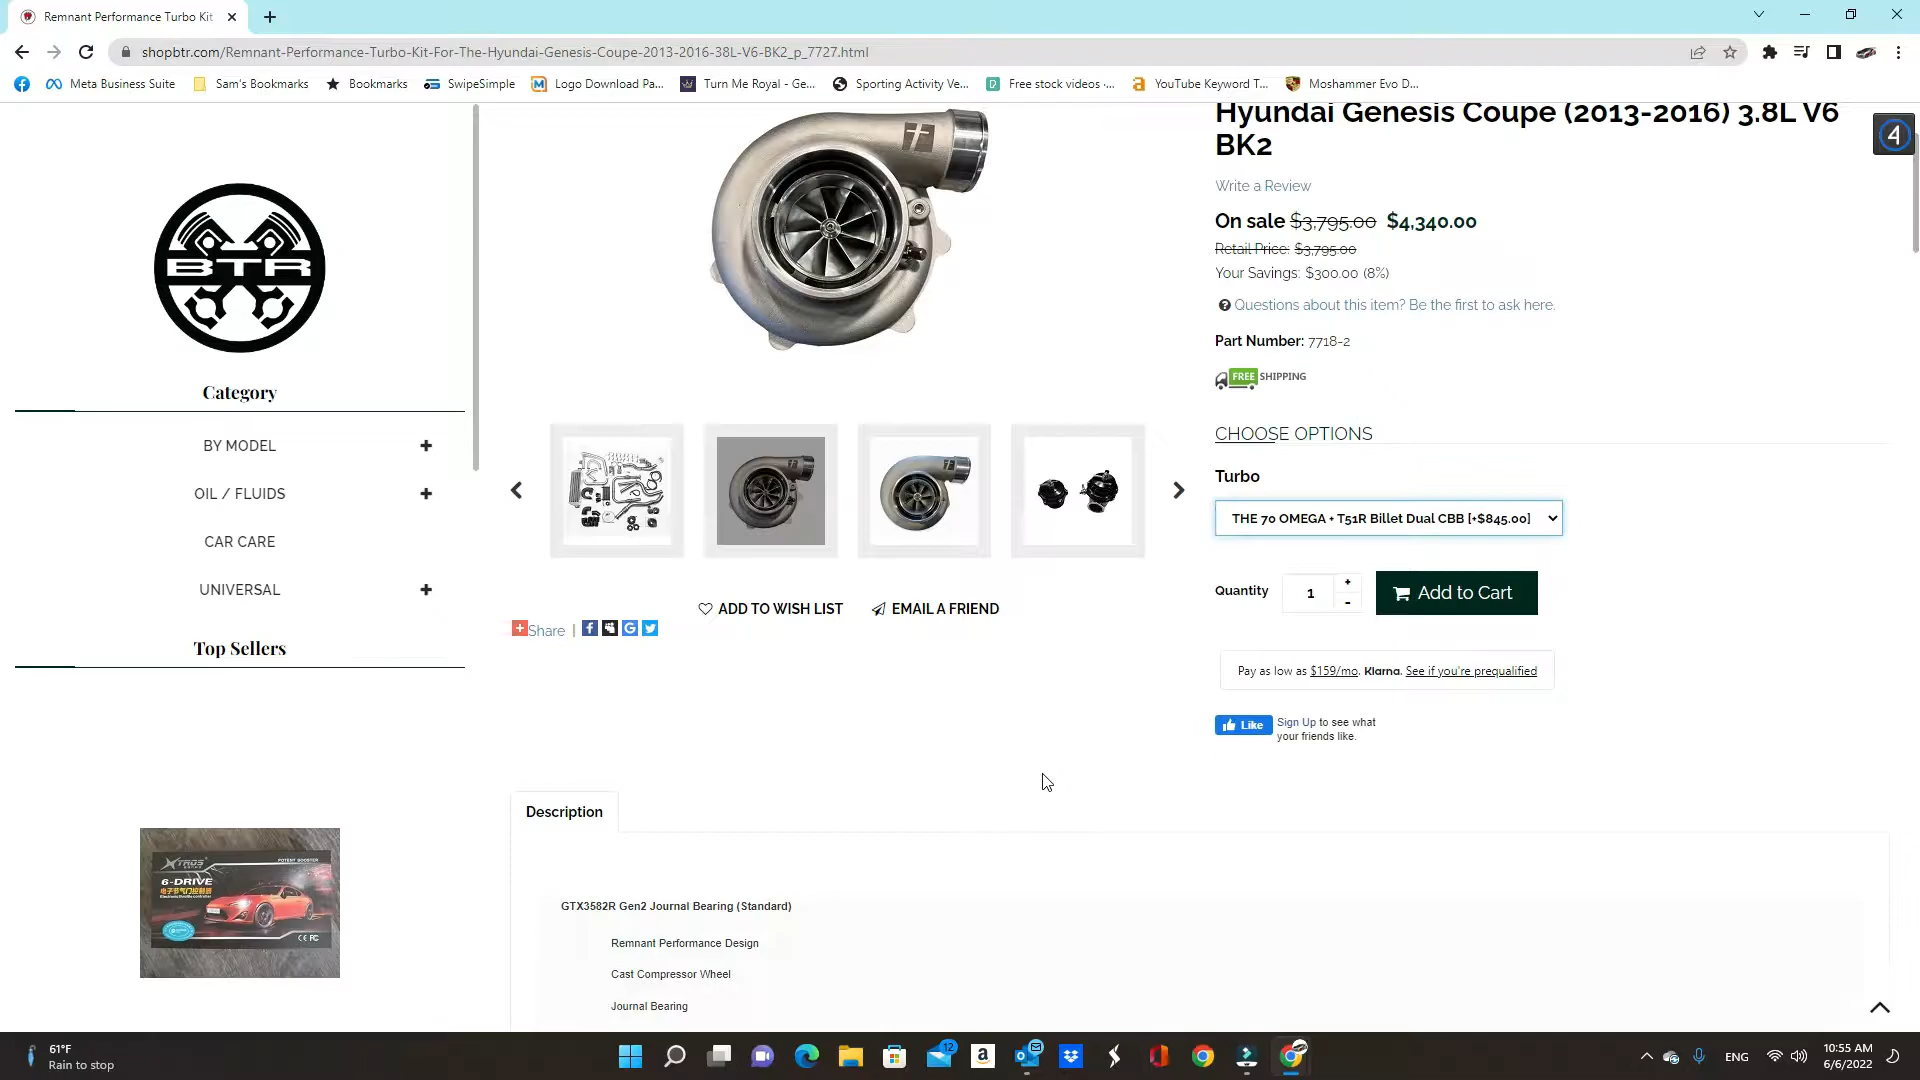 Remnant Performance Turbo Kit
shopbtr.com/Remnant-Performance-Turbo-Kit-For-The-Hyundai-Genesis-Coupe-2013-2016-38L-V6-BK2_p_7727.html
Meta Business Suite
Sam's Bookmarks
Bookmarks
SwipeSimple
Logo Download Pa...
Turn Me Royal - Ge...
Sporting Activity Ve...
Free stock videos ·...
YouTube Keyword T...
Moshammer Evo D...
BTR
Category
BY MODEL +
OIL / FLUIDS +
CAR CARE
UNIVERSAL +
Top Sellers
POTENT BOOSTER
6-DRIVE
Electronic throttle controller
CE FC
ADD TO WISH LIST
EMAIL A FRIEND
Share |
Hyundai Genesis Coupe (2013-2016) 3.8L V6
BK2
4
Write a Review
On sale $3,795.00 $4,340.00
Retail Price: $3,795.00
Your Savings: $300.00 (8%)
Questions about this item? Be the first to ask here.
Part Number: 7718-2
FREE SHIPPING
CHOOSE OPTIONS
Turbo
THE 70 OMEGA + T51R Billet Dual CBB [+$845.00]
Quantity 1 + - Add to Cart
Pay as low as $159/mo. Klarna. See if you're prequalified
Like Sign Up to see what
your friends like.
Description
GTX3582R Gen2 Journal Bearing (Standard)
Remnant Performance Design
Cast Compressor Wheel
Journal Bearing
61°F
Rain to stop
12
ENG
10:55 AM
6/6/2022